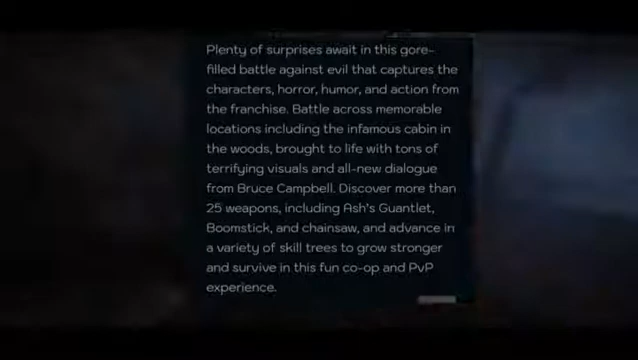 Plenty of surprises await in this gore-
filled battle against evil that captures the
characters, horror, humor, and action from
the franchise. Battle across memorable
locations including the infamous cabin in
the woods, brought to life with tons of
terrifying visuals and all-new dialogue
from Bruce Campbell. Discover more than
25 weapons, including Ash's Guantlet,
Boomstick, and chainsaw, and advance in
a variety of skill trees to grow stronger
and survive in this fun co-op and PvP
experience.